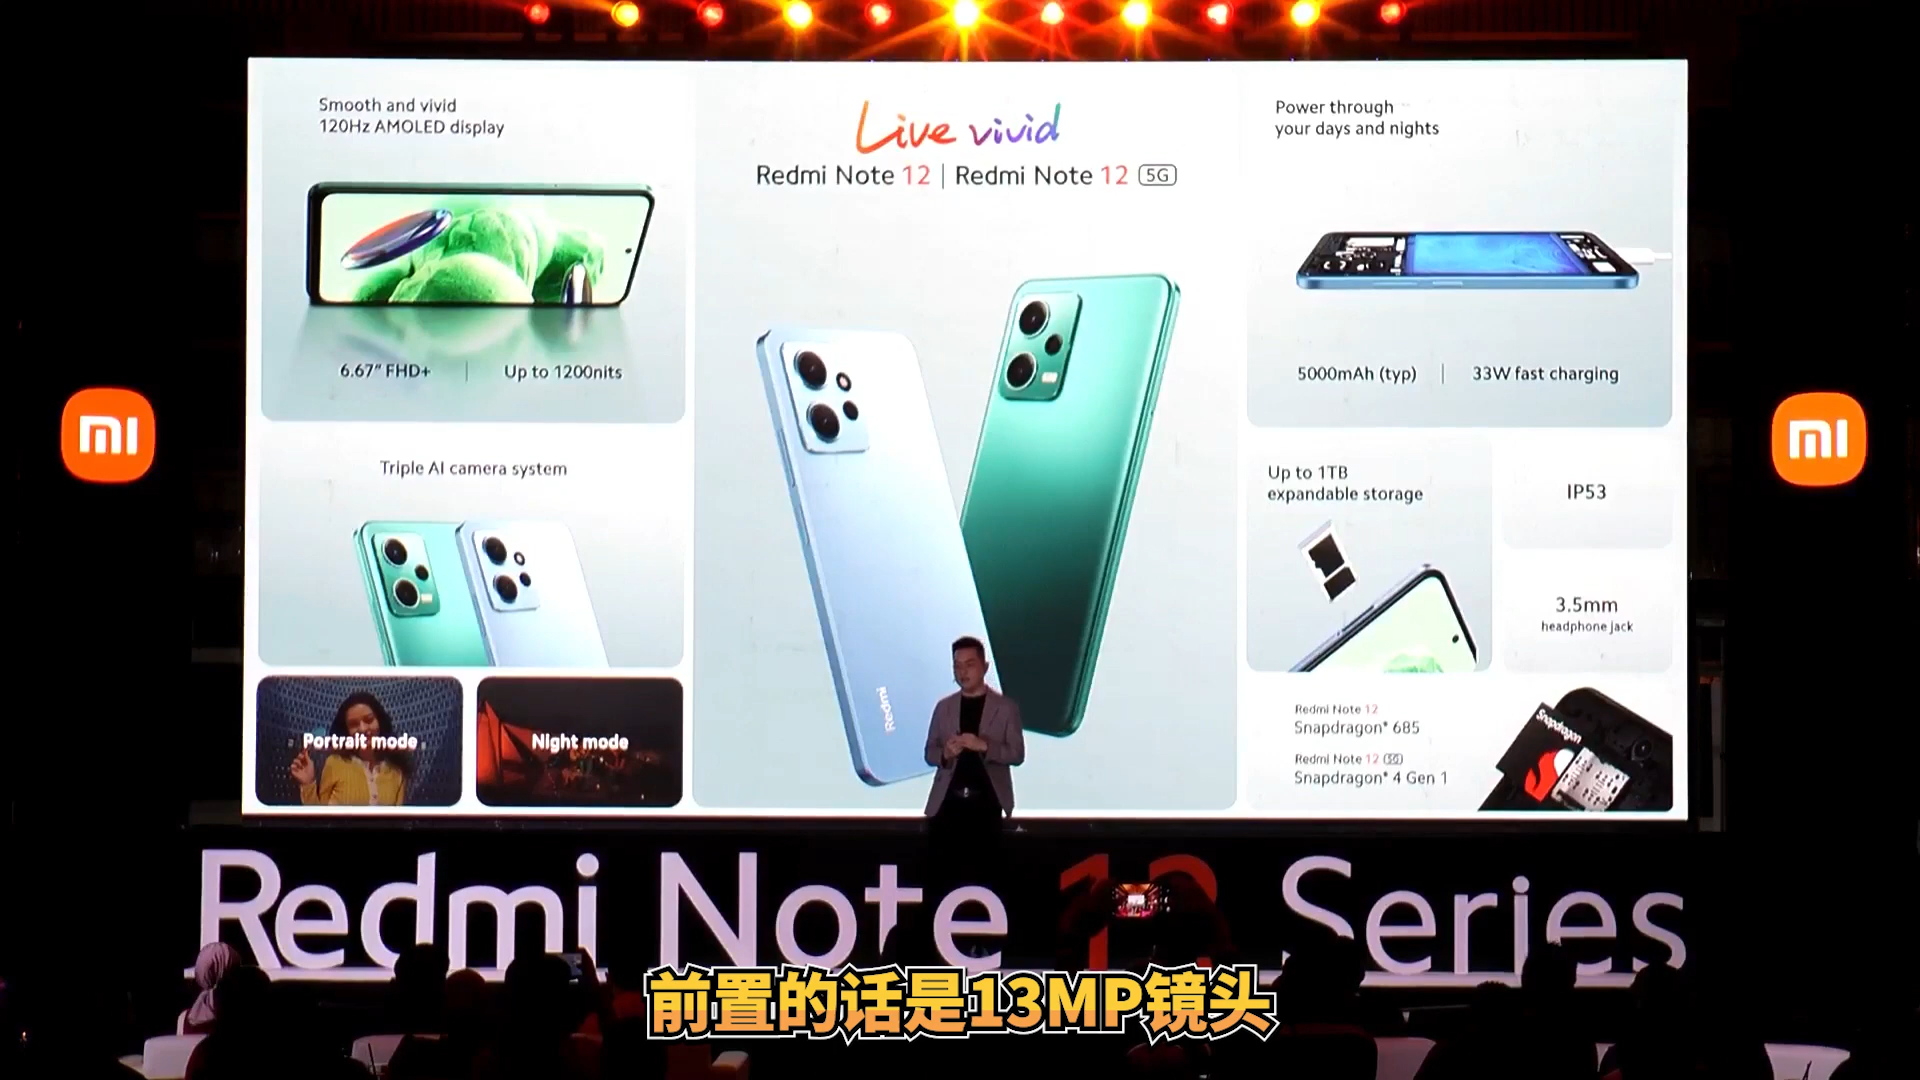 Smooth and vivid
120Hz AMOLED display
6.67" FHD+ | Up to 1200nits
Triple AI camera system
Portrait mode
Night mode
Live vivid
Redmi Note 12 | Redmi Note 12 5G
Redmi
Power through
your days and nights
5000mAh (typ) | 33W fast charging
Up to 1TB
expandable storage
IP53
3.5mm
headphone jack
Redmi Note 12
Snapdragon® 685
Redmi Note 12 5G
Snapdragon® 4 Gen 1
Snapdragon
mi
mi
Redmi Note 12 Series
前置的话是13MP镜头